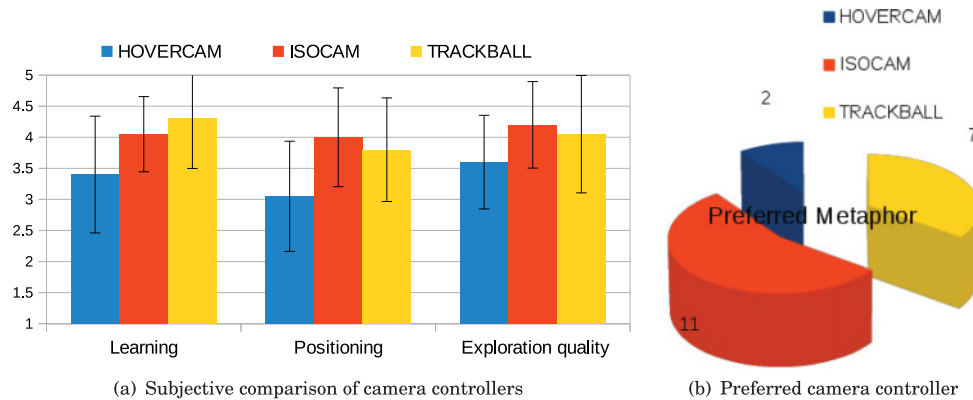 HOVERCAM ISOCAM TRACKBALL
5
4.5
4
3.5
3
2.5
2
1.5
1
Learning Positioning Exploration quality
(a) Subjective comparison of camera controllers
HOVERCAM
ISOCAM
TRACKBALL
2
7
Preferred Metaphor
11
(b) Preferred camera controller